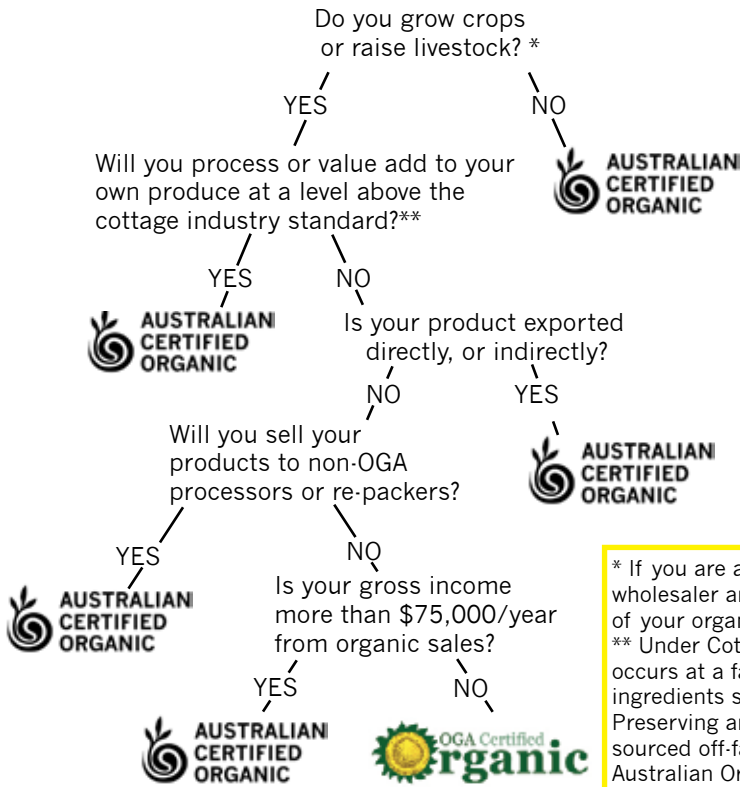 Do you grow crops
or raise livestock? *
YES
NO
Will you process or value add to your
own produce at a level above the
cottage industry standard?**
AUSTRALIAN
CERTIFIED
ORGANIC
YES
NO
AUSTRALIAN
CERTIFIED
ORGANIC
Is your product exported
directly, or indirectly?
NO
YES
Will you sell your
products to non-OGA
processors or re-packers?
AUSTRALIAN
CERTIFIED
ORGANIC
YES
NO
AUSTRALIAN
CERTIFIED
ORGANIC
Is your gross income
more than $75,000/year
from organic sales?
YES
NO
AUSTRALIAN
CERTIFIED
ORGANIC
OGA Certified
Organic
* If you are a
wholesaler a
of your orga
** Under Cot
occurs at a fa
ingredients s
Preserving a
sourced off-fa
Australian Or